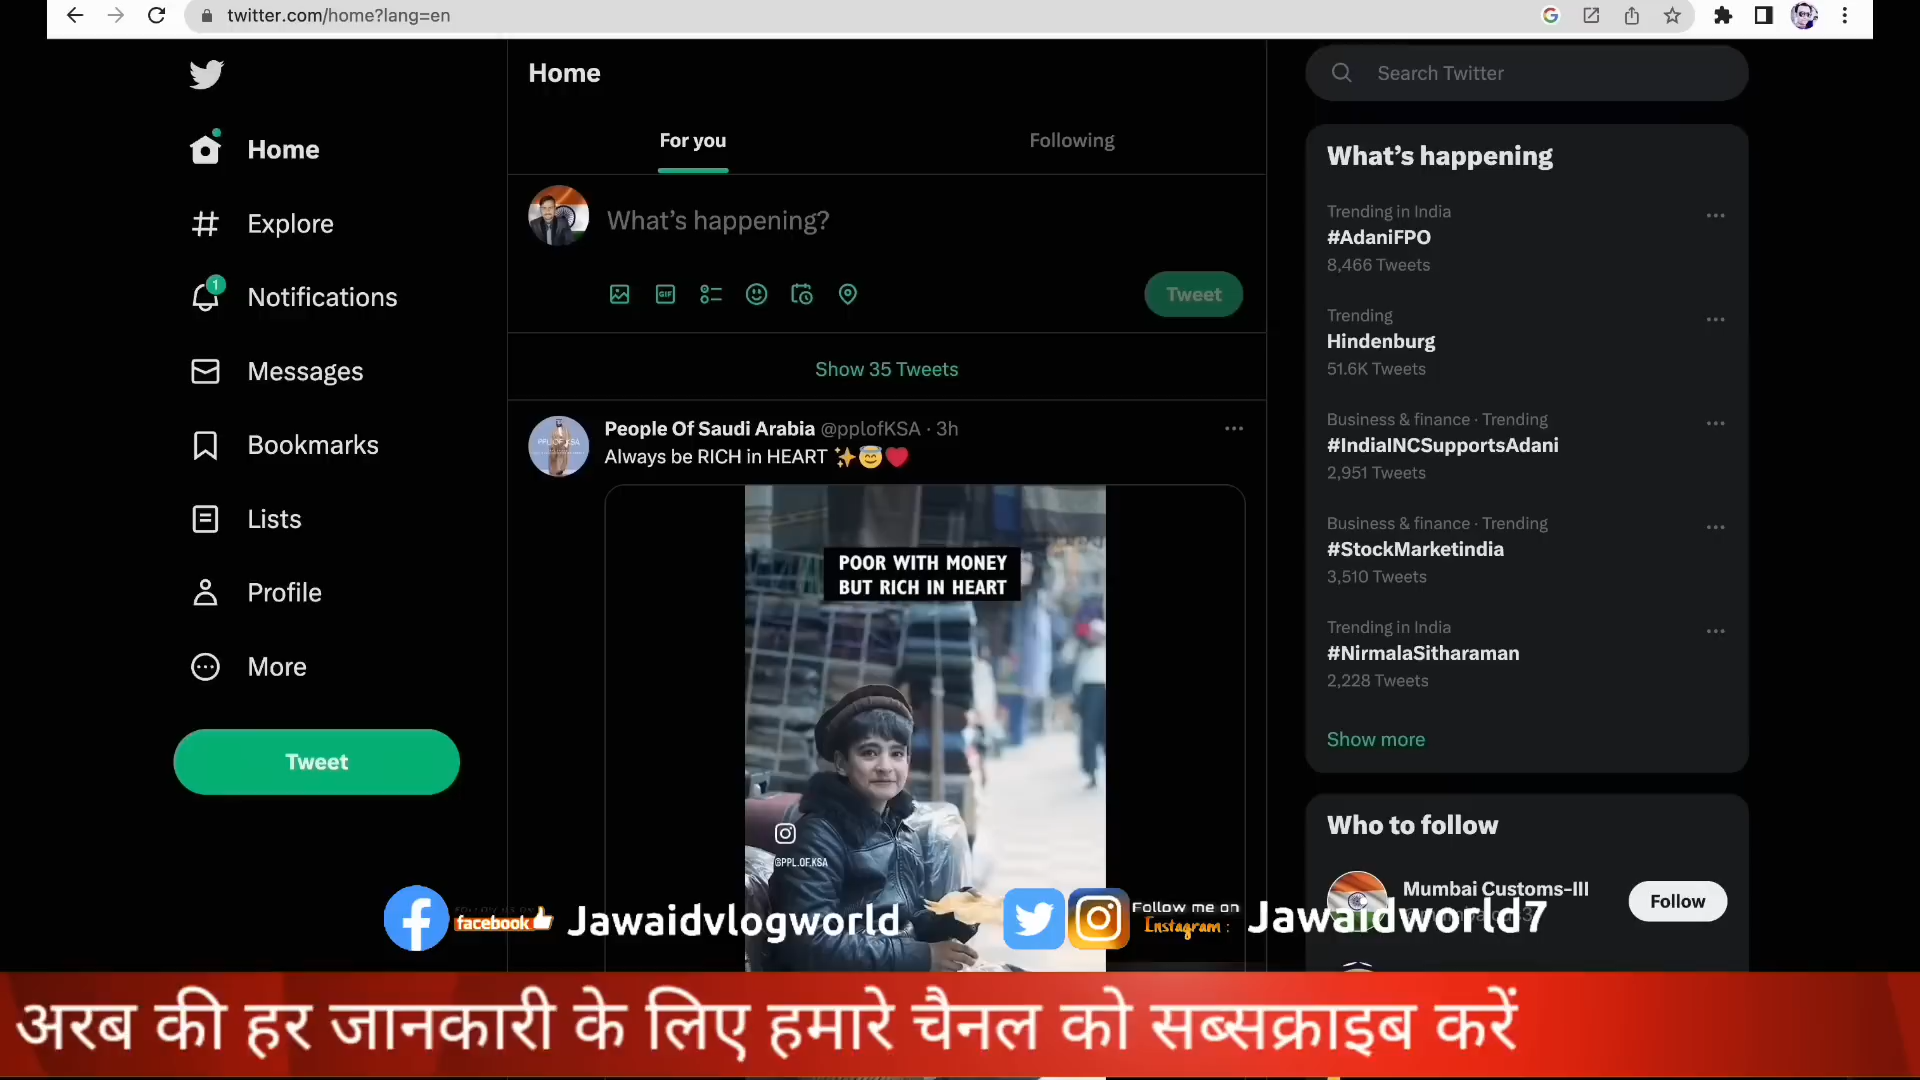 twitter.com/home?lang=en
Home
Explore
1
Notifications
Messages
Bookmarks
Lists
Profile
More
Tweet
Home
For you
Following
What's happening?
GIF
Tweet
Show 35 Tweets
People Of Saudi Arabia @pplofKSA · 3h
Always be RICH in HEART ✨😇❤️
POOR WITH MONEY
BUT RICH IN HEART
@PPL.OF.KSA
Search Twitter
What's happening
Trending in India
#AdaniFPO
8,466 Tweets
Trending
Hindenburg
51.6K Tweets
Business & finance · Trending
#IndiaINCSupportsAdani
2,951 Tweets
Business & finance · Trending
#StockMarketindia
3,510 Tweets
Trending in India
#NirmalaSitharaman
2,228 Tweets
Show more
Who to follow
Mumbai Customs-III
Follow
facebook
Jawaidvlogworld
Follow me on
Instagram :
Jawaidworld7
अरब की हर जानकारी के लिए हमारे चैनल को सब्सक्राइब करें